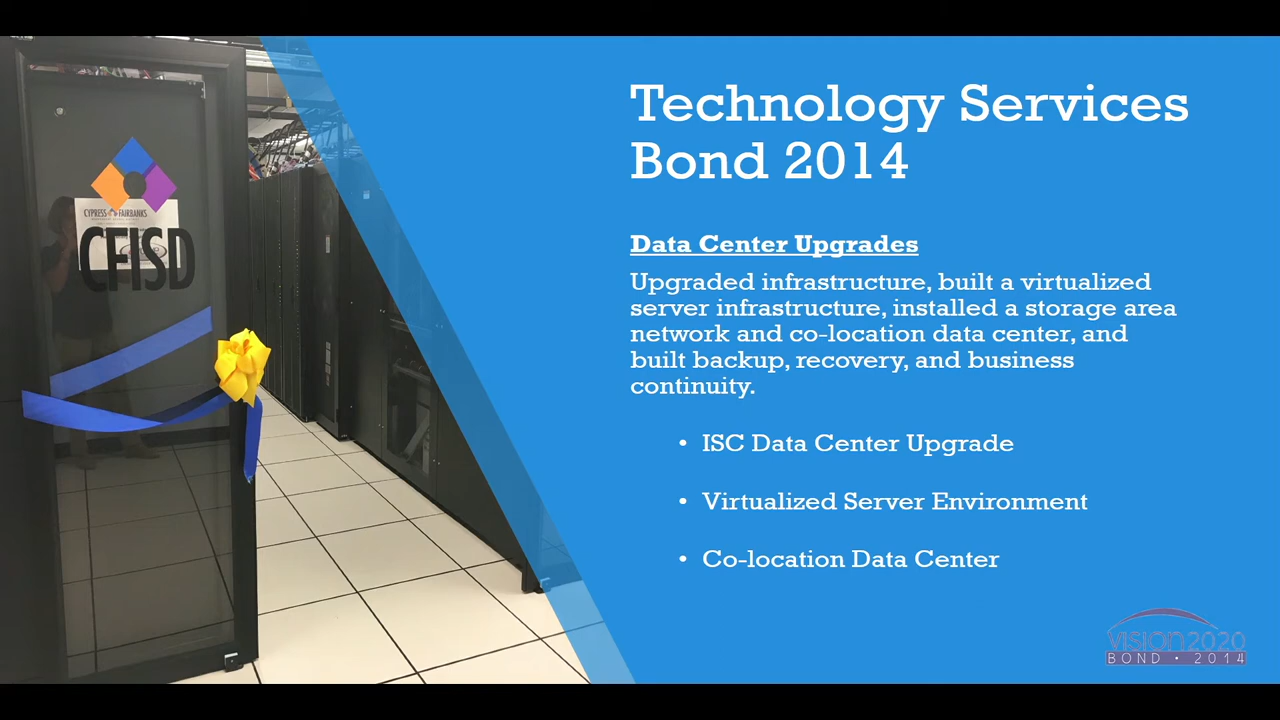 Technology Services
Bond 2014
Data Center Upgrades
Upgraded infrastructure, built a virtualized
server infrastructure, installed a storage area
network and co-location data center, and
built backup, recovery, and business
continuity.
• ISC Data Center Upgrade
• Virtualized Server Environment
• Co-location Data Center
CYPRESS FAIRBANKS
CFISD
VISION2020
BOND • 2014